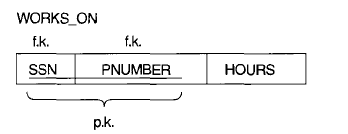 WORKS_ON
f.k. f.k.
SSN PNUMBER HOURS
p.k.